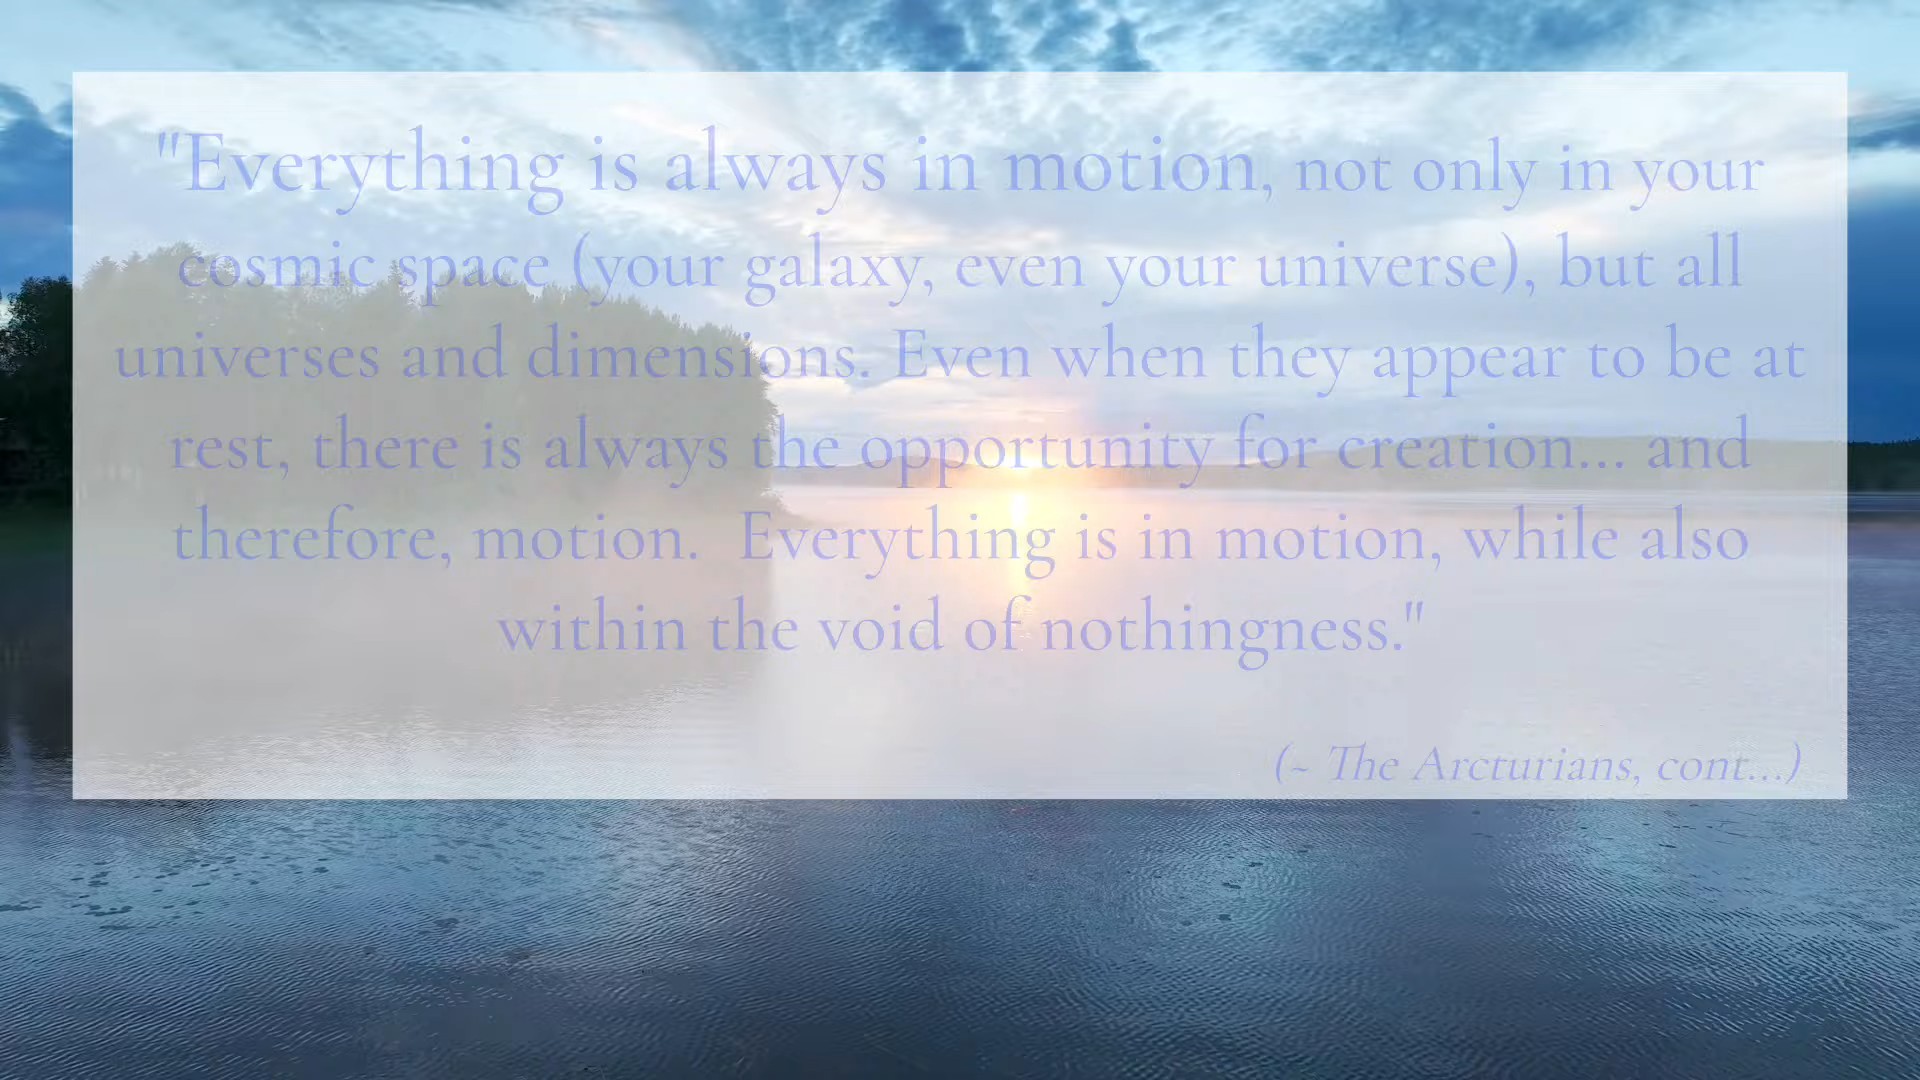 "Everything is always in motion, not only in your
cosmic space (your galaxy, even your universe), but all
universes and dimensions. Even when they appear to be at
rest, there is always the opportunity for creation... and
therefore, motion.  Everything is in motion, while also
within the void of nothingness."
(~ The Arcturians, cont...)